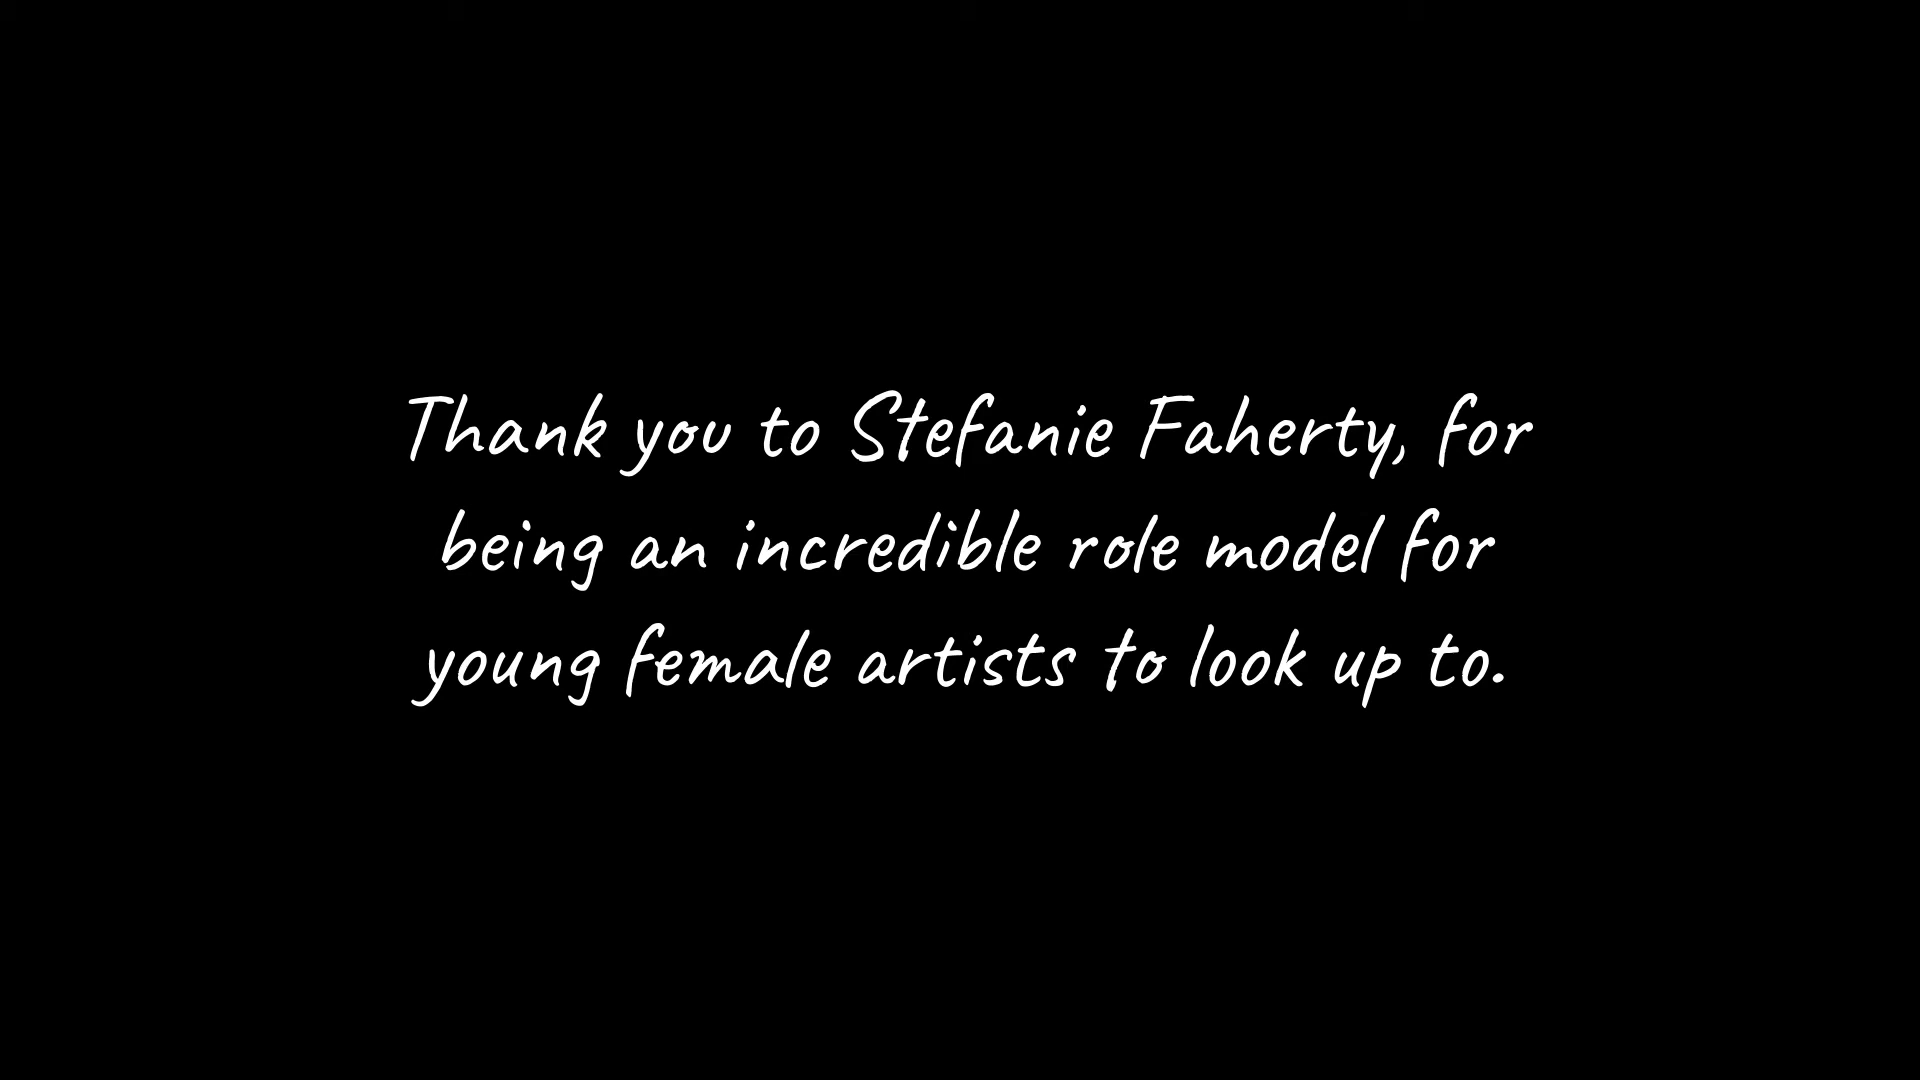 Thank you to Stefanie Faherty, for
being an incredible role model for
young female artists to look up to.